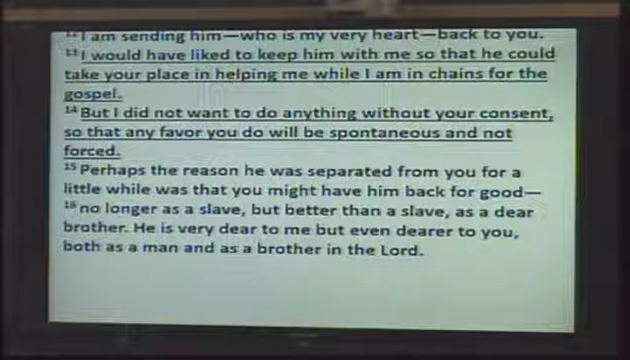 12 I am sending him—who is my very heart—back to you.
13 I would have liked to keep him with me so that he could
take your place in helping me while I am in chains for the
gospel.
14 But I did not want to do anything without your consent,
so that any favor you do will be spontaneous and not
forced.
15 Perhaps the reason he was separated from you for a
little while was that you might have him back for good—
16 no longer as a slave, but better than a slave, as a dear
brother. He is very dear to me but even dearer to you,
both as a man and as a brother in the Lord.